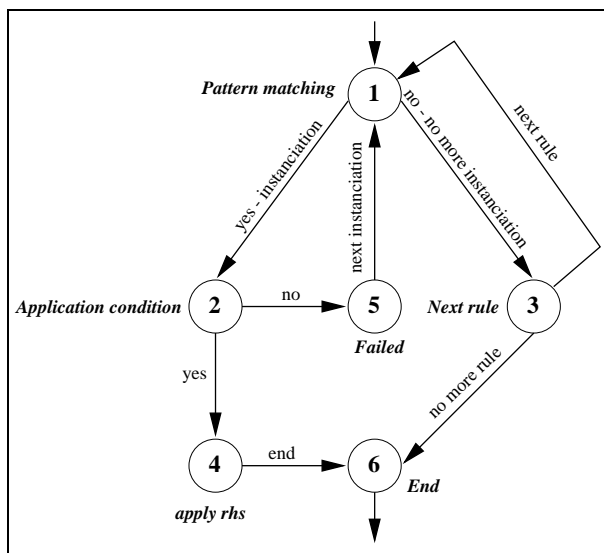 Pattern matching
1
no - no more instanciation
next rule
yes - instanciation
next instanciation
Application condition
2
no
5
Failed
Next rule
3
yes
no more rule
4
end
6
End
apply rhs